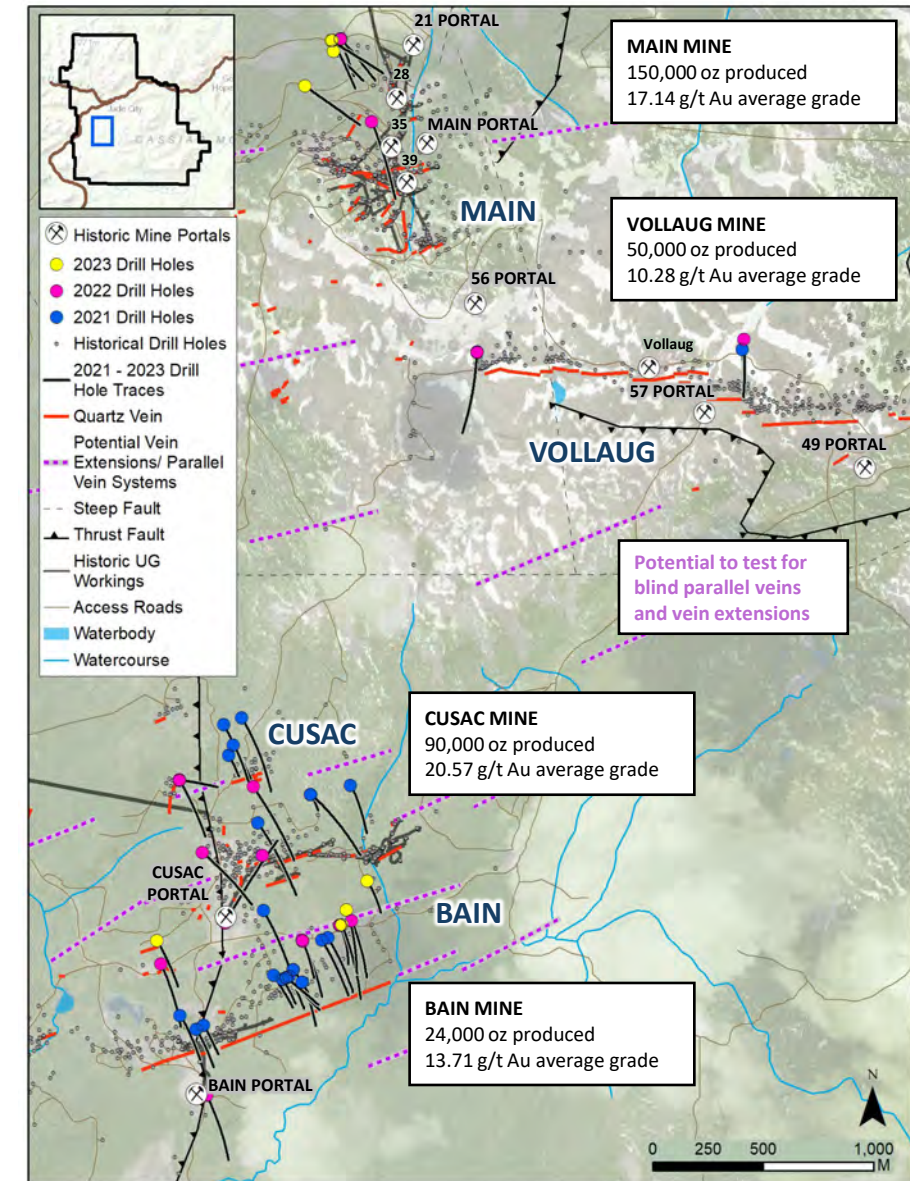 21 PORTAL
28
35
MAIN PORTAL
39
MAIN
56 PORTAL
MAIN MINE
150,000 oz produced
17.14 g/t Au average grade
VOLLAUG MINE
50,000 oz produced
10.28 g/t Au average grade
Jade City
Historic Mine Portals
2023 Drill Holes
2022 Drill Holes
2021 Drill Holes
Historical Drill Holes
2021 - 2023 Drill
Hole Traces
Quartz Vein
Potential Vein
Extensions/ Parallel
Vein Systems
Steep Fault
Thrust Fault
Historic UG
Workings
Access Roads
Waterbody
Watercourse
Vollaug
57 PORTAL
VOLLAUG
49 PORTAL
Potential to test for
blind parallel veins
and vein extensions
CUSAC
CUSAC MINE
90,000 oz produced
20.57 g/t Au average grade
CUSAC
PORTAL
BAIN
BAIN MINE
24,000 oz produced
13.71 g/t Au average grade
BAIN PORTAL
N
0 250 500 1,000
M